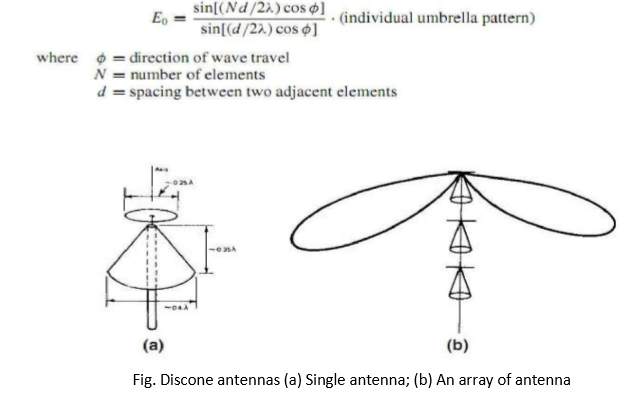 E₀ = sin[(Nd/2λ) cos ϕ] / sin[(d/2λ) cos ϕ] · (individual umbrella pattern)
where ϕ = direction of wave travel
N = number of elements
d = spacing between two adjacent elements
Axis
~0.25λ
~0.35λ
~0.4λ
(a)
(b)
Fig. Discone antennas (a) Single antenna; (b) An array of antenna